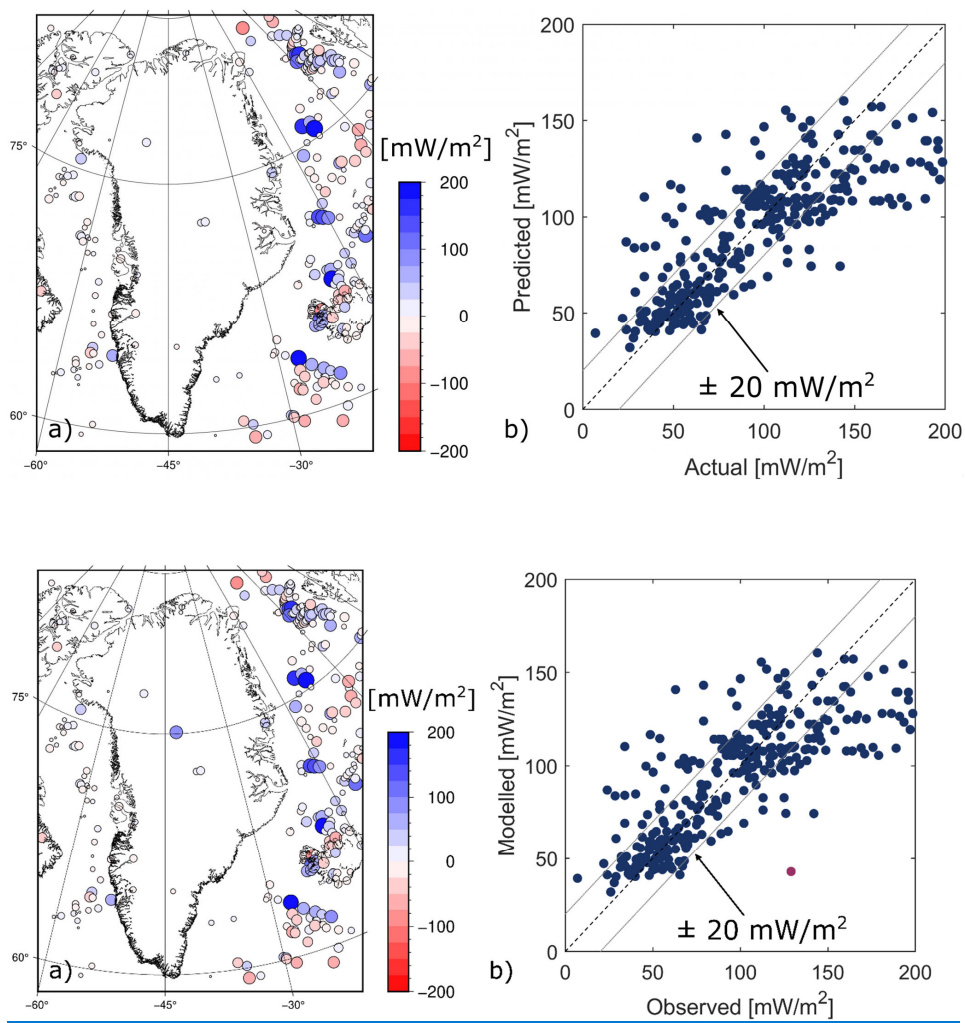 [mW/m²]
200
100
0
−100
−200
75°
60°
−60°
−45°
−30°
a)
Predicted [mW/m²]
200
150
100
50
0
0 50 100 150 200
± 20 mW/m²
b)
Actual [mW/m²]
[mW/m²]
200
100
0
−100
−200
75°
60°
−60°
−45°
−30°
a)
Modelled [mW/m²]
200
150
100
50
0
0 50 100 150 200
± 20 mW/m²
b)
Observed [mW/m²]